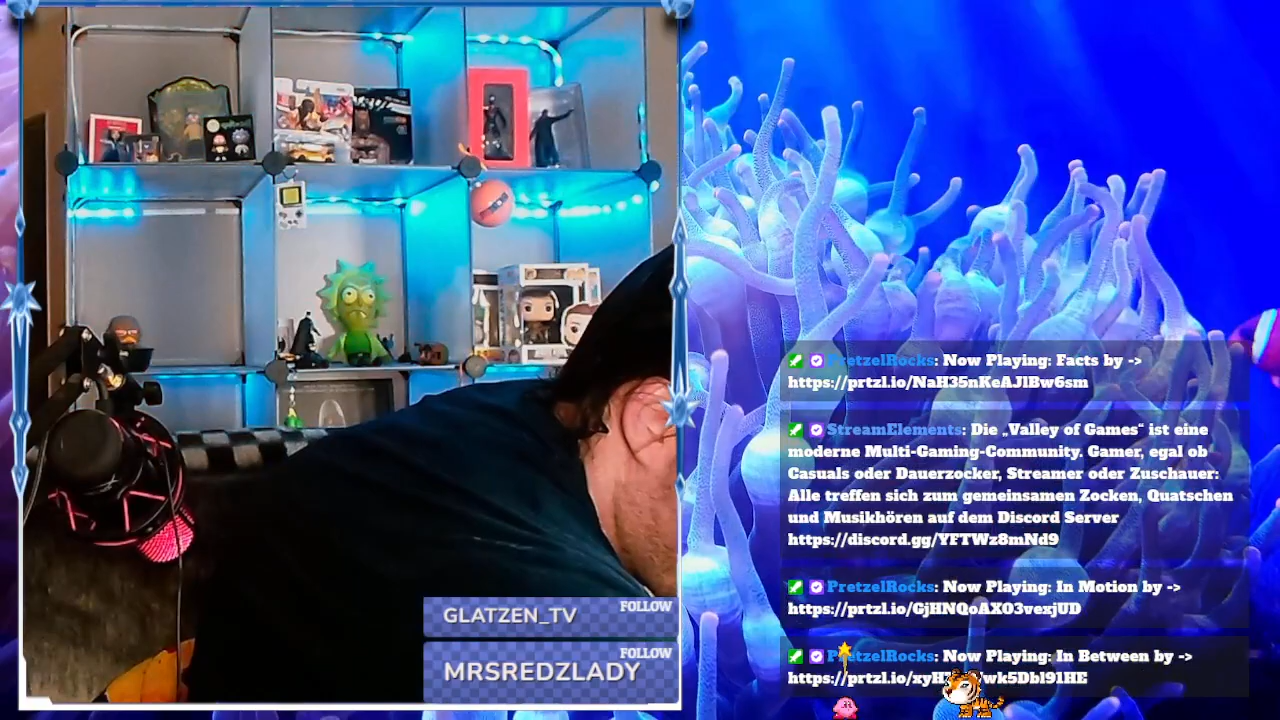 PretzelRocks: Now Playing: Facts by ->
https://prtzl.io/NaH35nKeAJlBw6sm
StreamElements: Die „Valley of Games“ ist eine
moderne Multi-Gaming-Community. Gamer, egal ob
Casuals oder Dauerzocker, Streamer oder Zuschauer:
Alle treffen sich zum gemeinsamen Zocken, Quatschen
und Musikhören auf dem Discord Server
https://discord.gg/YFTWz8mNd9
PretzelRocks: Now Playing: In Motion by ->
https://prtzl.io/GjHNQoAXO3vexjUD
PretzelRocks: Now Playing: In Between by ->
FOLLOW
GLATZEN_TV
FOLLOW
MRSREDZLADY